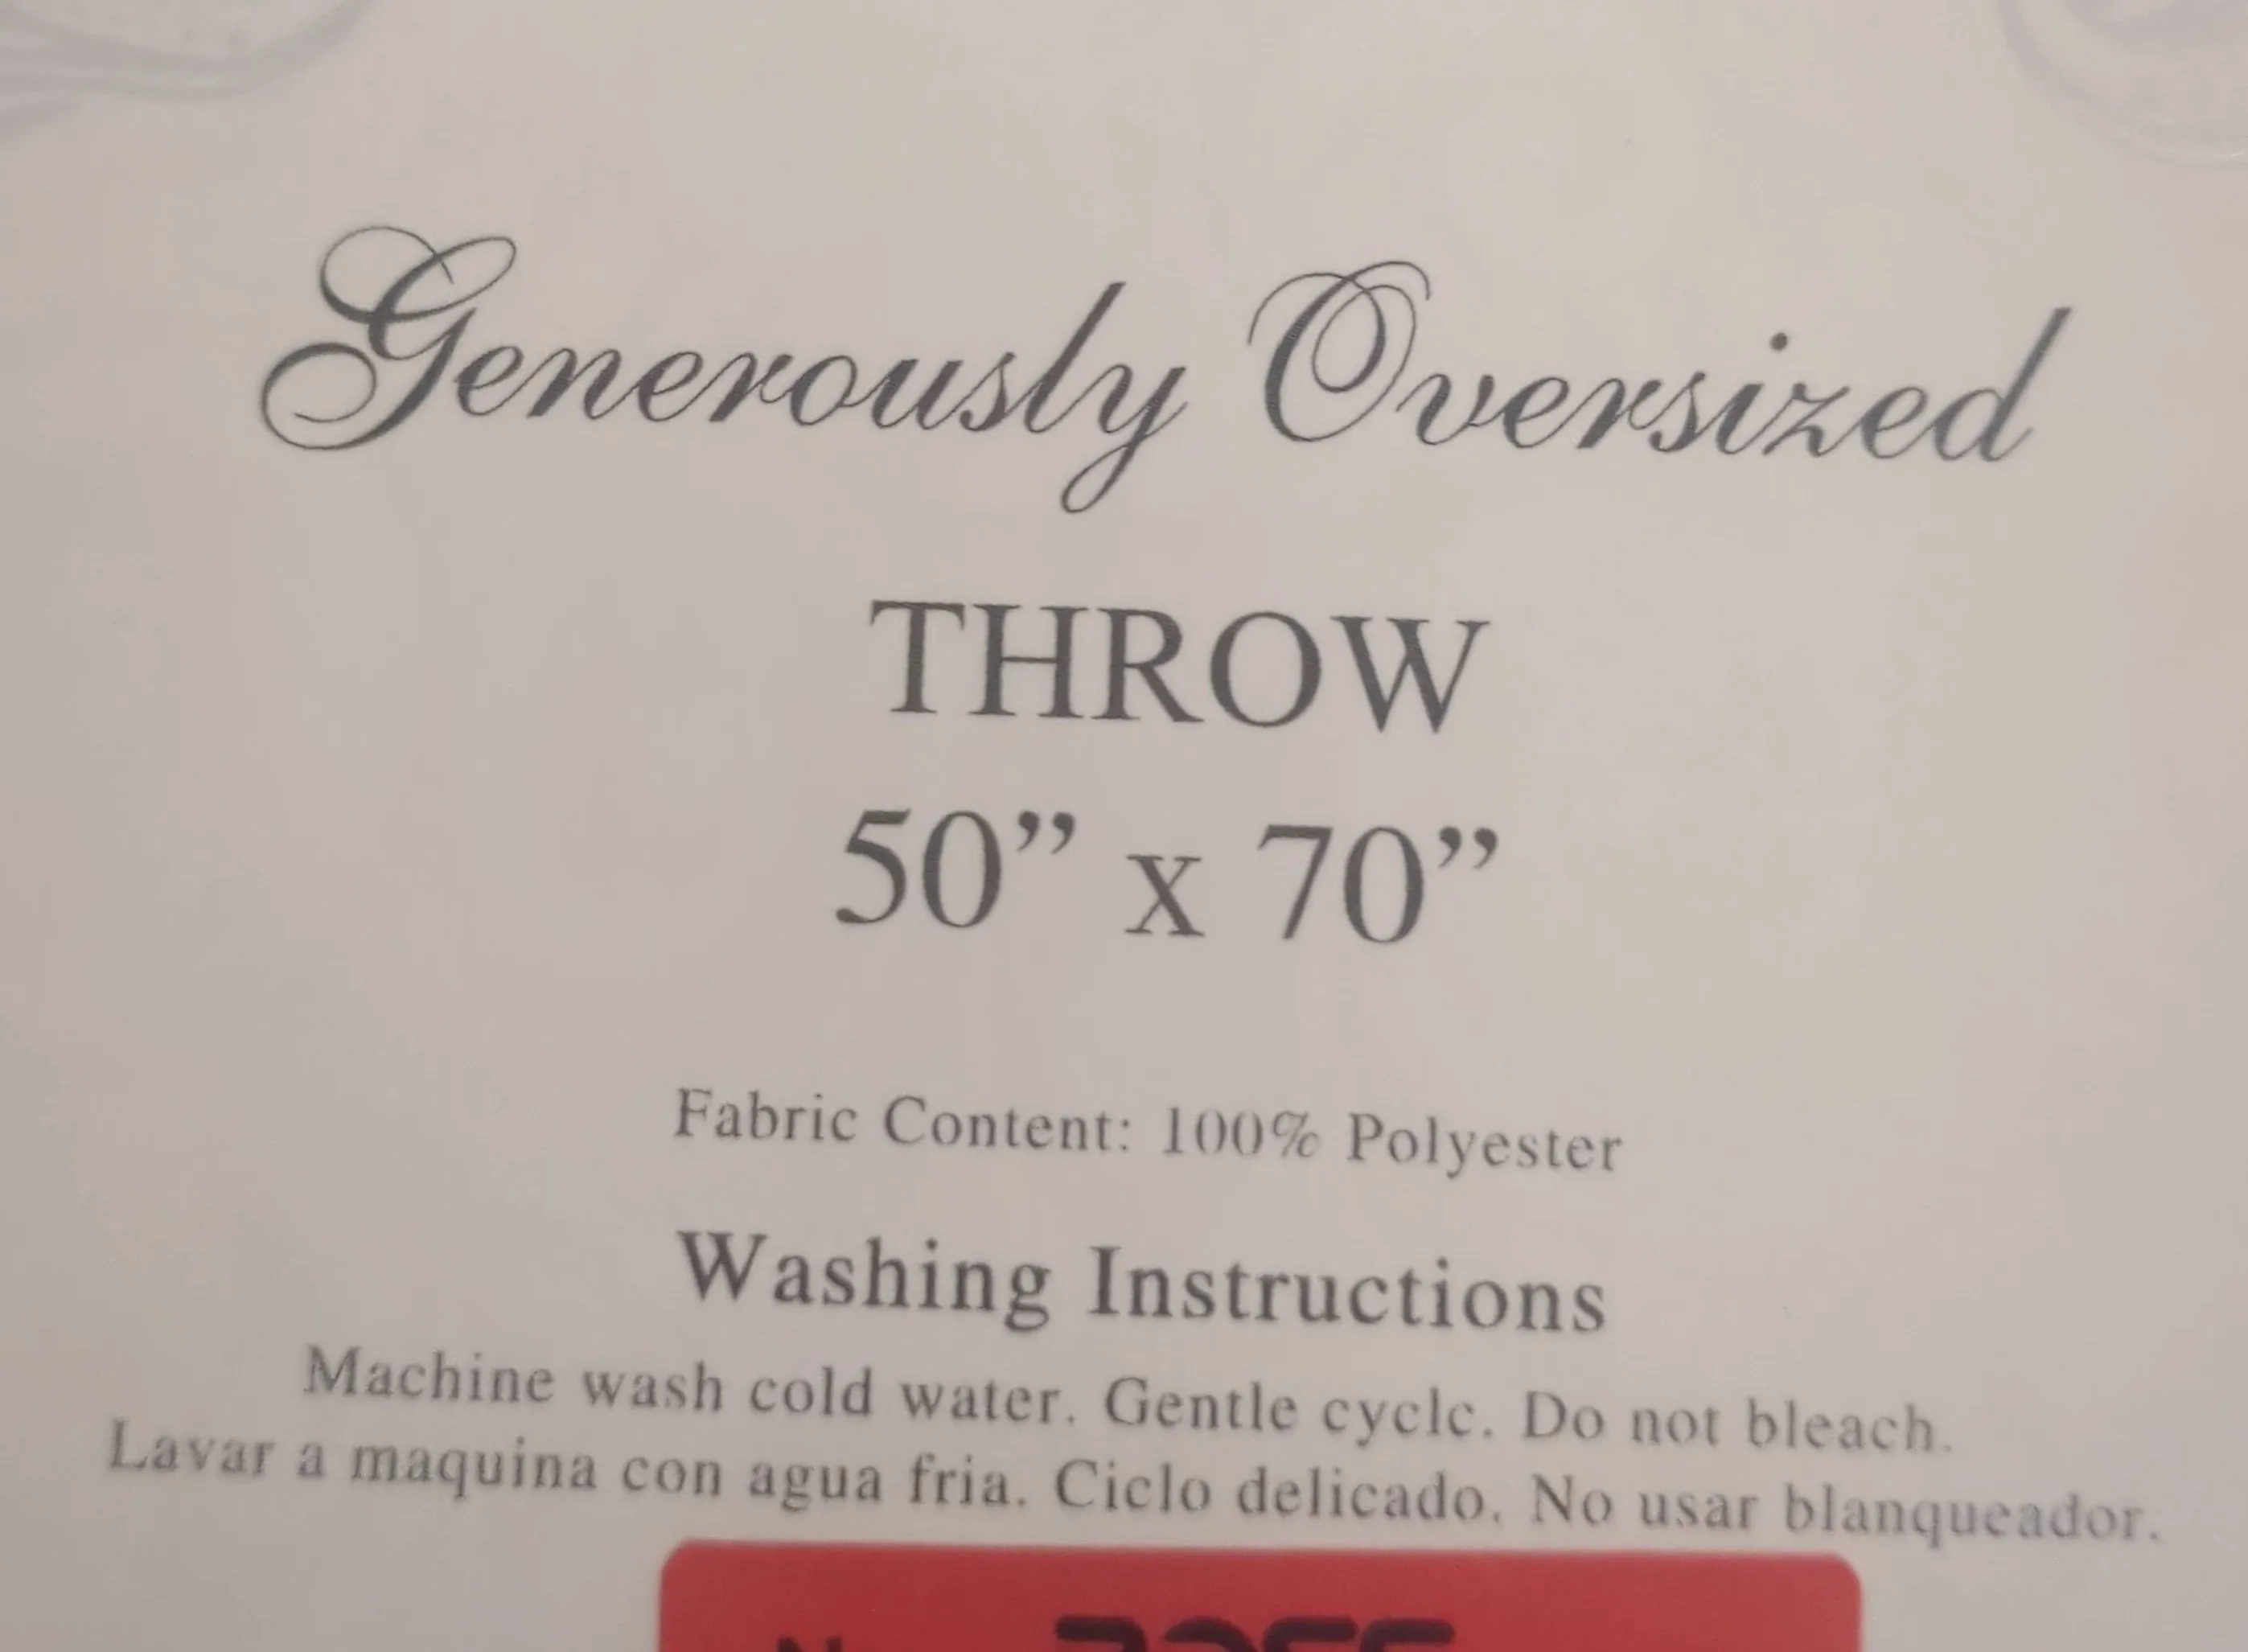 Generously Oversized
THROW
50” x 70”
Fabric Content: 100% Polyester
Washing Instructions
Machine wash cold water. Gentle cycle. Do not bleach.
Lavar a maquina con agua fria. Ciclo delicado. No usar blanqueador.